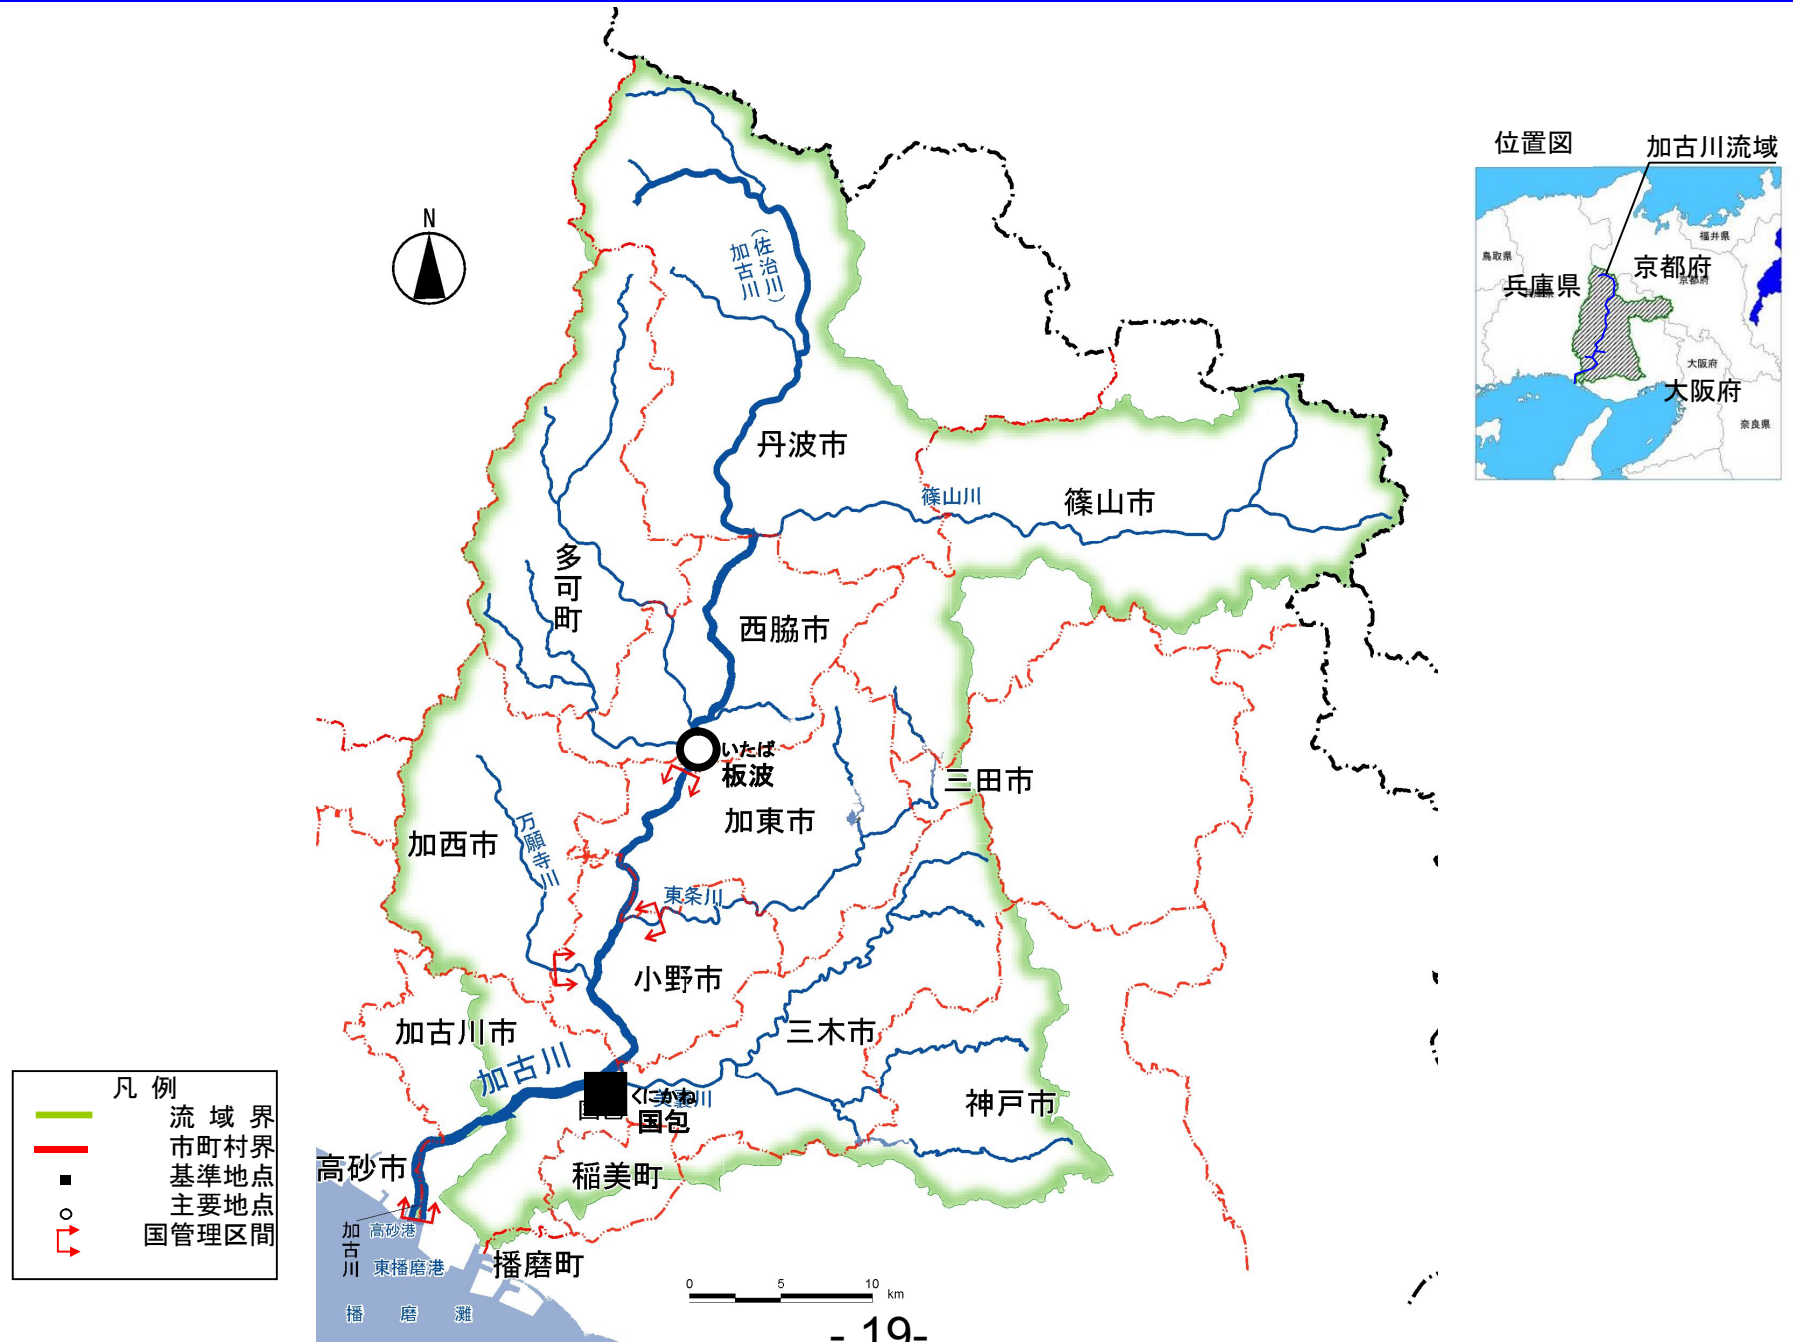 位置図
加古川流域
福井県
鳥取県
京都府
京都府
兵庫県
大阪府
大阪府
奈良県
N
(佐治川)
加古川
丹波市
篠山川
篠山市
多可町
西脇市
いたば
板波
三田市
加東市
加西市
万願寺川
東条川
小野市
加古川市
三木市
加古川
くにかね
美嚢川
国包
神戸市
高砂市
稲美町
加古川
高砂港
東播磨港
播磨町
播磨灘
凡例
流域界
市町村界
基準地点
主要地点
国管理区間
0 5 10 km
- 19-